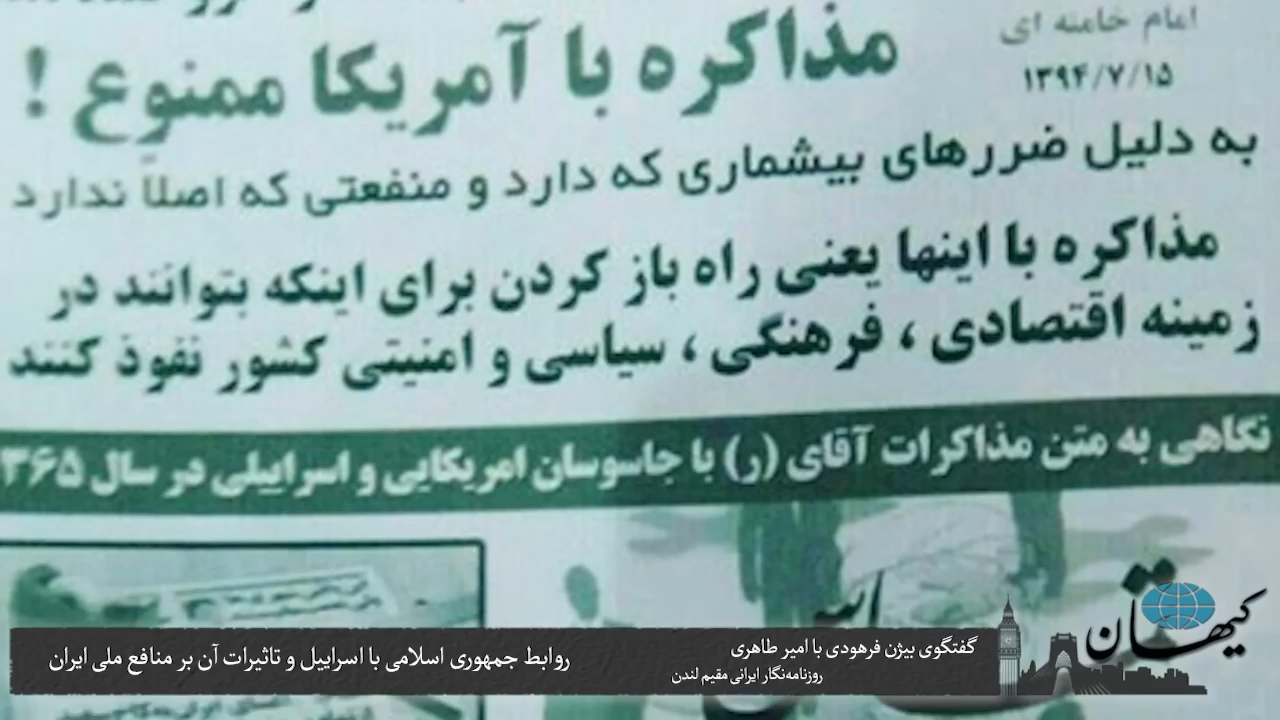 امام خامنه ای
۱۳۹۴/۷/۱۵
مذاکره با آمریکا ممنوع !
به دلیل ضررهای بیشماری که دارد و منفعتی که اصلاً ندارد
مذاکره با اینها یعنی راه باز کردن برای اینکه بتوانند در
زمینه اقتصادی ، فرهنگی ، سیاسی و امنیتی کشور نفوذ کنند
نگاهی به متن مذاکرات آقای (ر) با جاسوسان امریکایی و اسراییلی در سال ۳۶۵
کیهان
گفتگوی بیژن فرهودی با امیر طاهری
روزنامه‌نگار ایرانی مقیم لندن
روابط جمهوری اسلامی با اسراییل و تاثیرات آن بر منافع ملی ایران